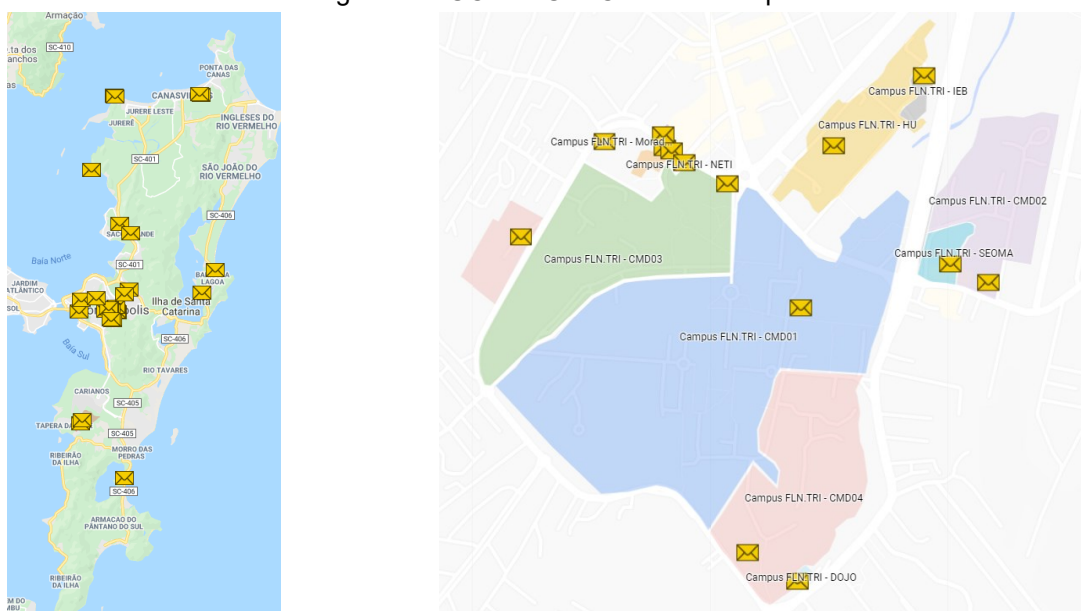 Armação
SC-410
PONTA DAS
CANAS
JURERE LESTE
JURERÊ
INGLESES DO
RIO VERMELHO
SC-401
SÃO JOÃO DO
RIO VERMELHO
SC-406
Baía Norte
SC-401
JARDIM
ATLÂNTICO
LAGOA
Ilha de Santa
Catarina
SC-406
Baía Sul
RIO TAVARES
CARIANOS
SC-405
SC-405
MORRO DAS
PEDRAS
RIBEIRÃO
DA ILHA
SC-406
ARMACAO DO
PÂNTANO DO SUL
RIBEIRÃO
DA ILHA
Campus FLN.TRI - IEB
Campus FLN.TRI - HU
Campus FLN.TRI - NETI
Campus FLN.TRI - CMD02
Campus FLN.TRI - SEOMA
Campus FLN.TRI - CMD03
Campus FLN.TRI - CMD01
Campus FLN.TRI - CMD04
Campus FLN.TRI - DOJO